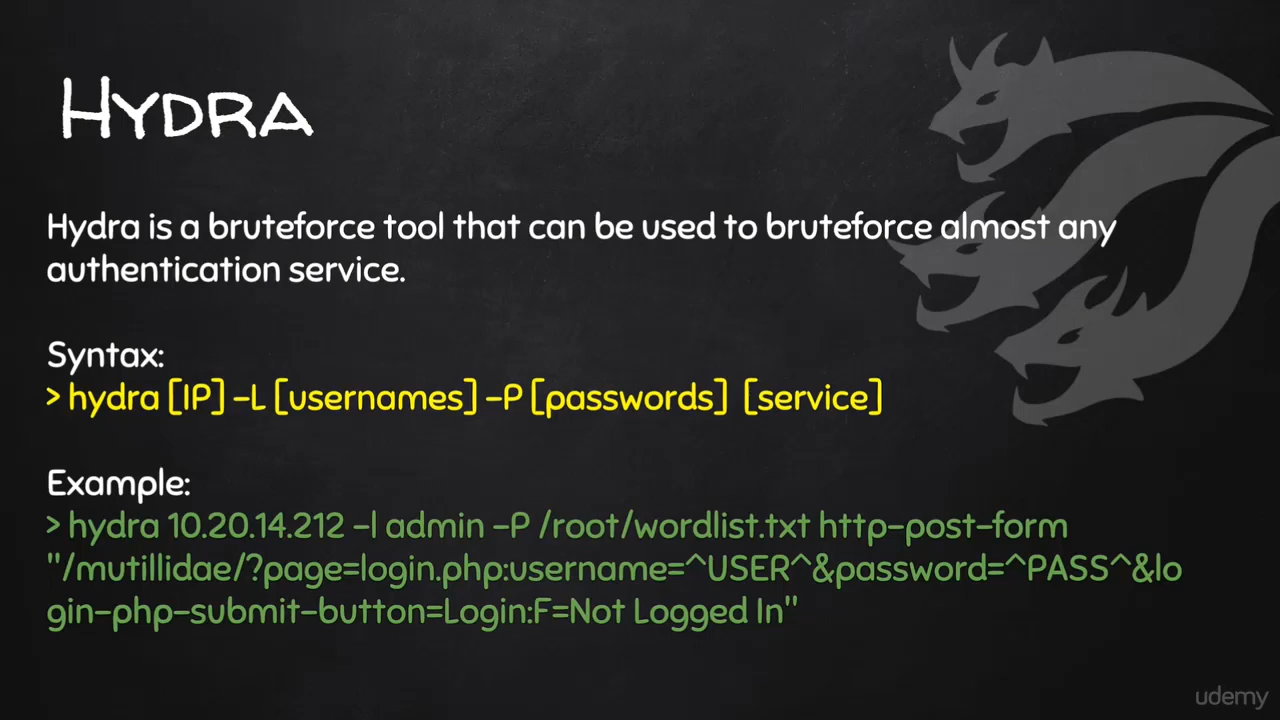 Hydra
Hydra is a bruteforce tool that can be used to bruteforce almost any
authentication service.
Syntax:
> hydra [IP] -L [usernames] -P [passwords] [service]
Example:
> hydra 10.20.14.212 -l admin -P /root/wordlist.txt http-post-form
"/mutillidae/?page=login.php:username=^USER^&password=^PASS^&lo
gin-php-submit-button=Login:F=Not Logged In"
udemy